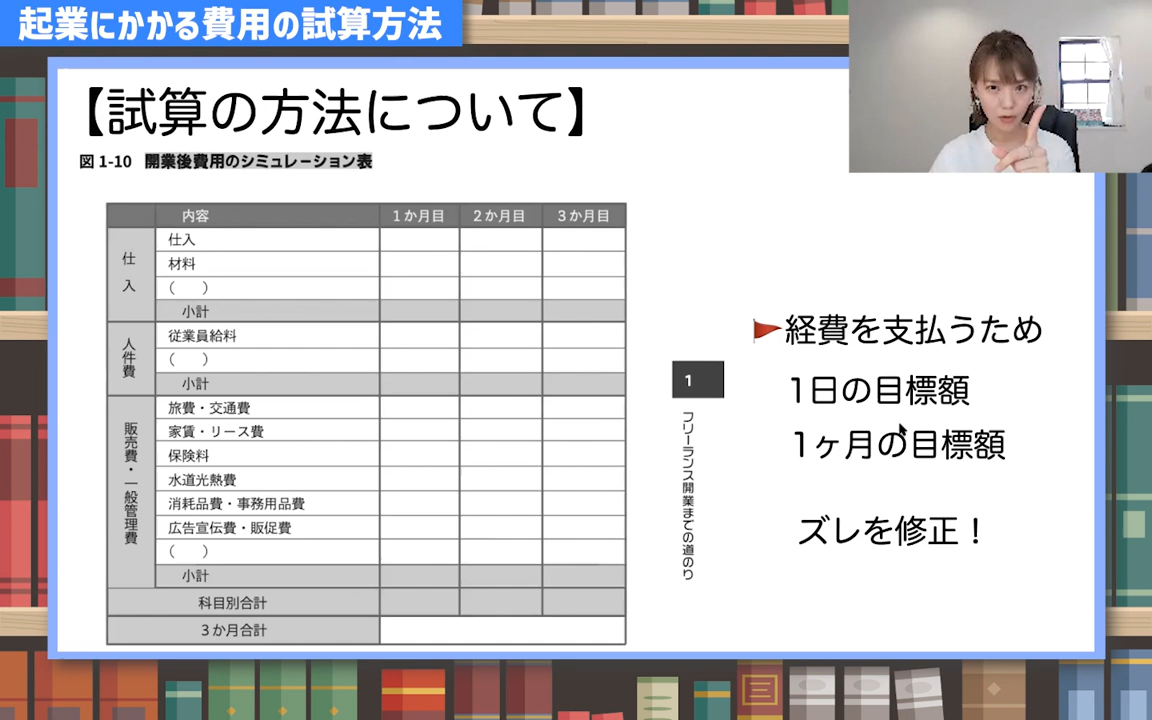 起業にかかる費用の試算方法
【試算の方法について】
図 1-10 開業後費用のシミュレーション表
内容 1か月目 2か月目 3か月目
仕入
仕入
材料
（　　）
小計
人件費
従業員給料
（　　）
小計
販売費・一般管理費
旅費・交通費
家賃・リース費
保険料
水道光熱費
消耗品費・事務用品費
広告宣伝費・販促費
（　　）
小計
科目別合計
3か月合計
1
フリーランス開業までの道のり
経費を支払うため
1日の目標額
1ヶ月の目標額
ズレを修正！